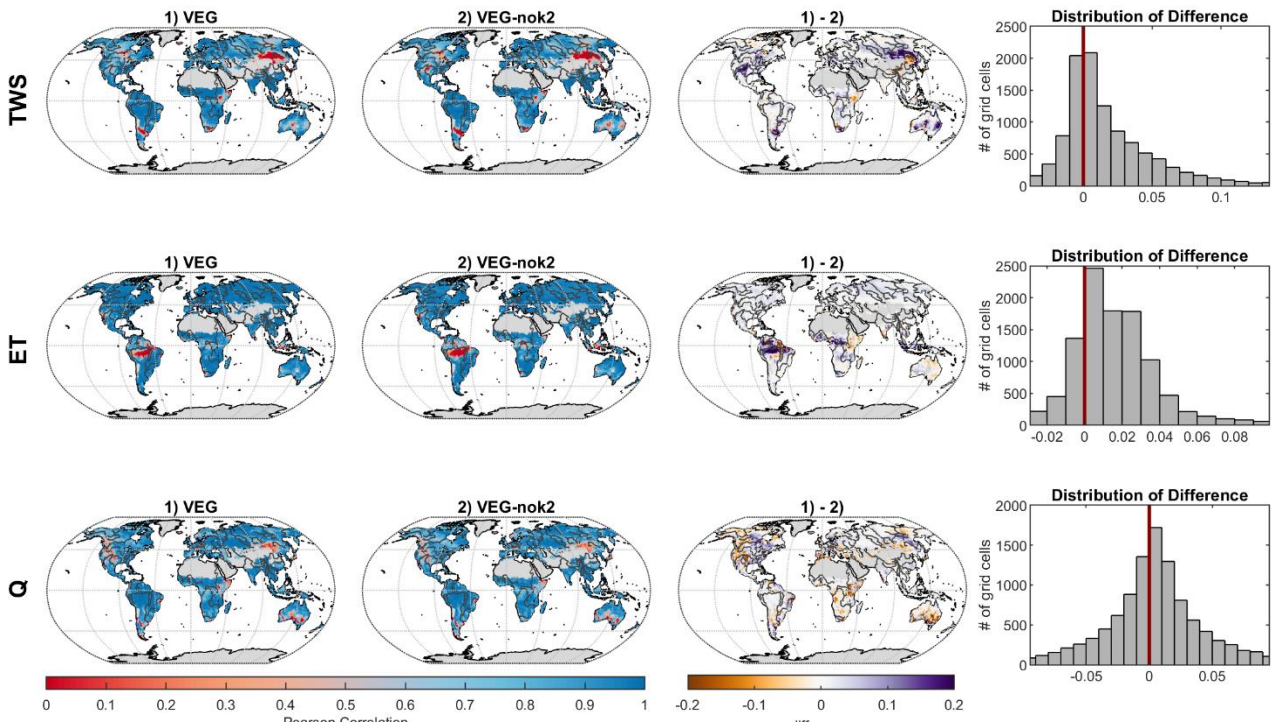 1) VEG
2) VEG-nok2
1) - 2)
Distribution of Difference
TWS
# of grid cells
2500
2000
1500
1000
500
0
0 0.05 0.1
1) VEG
2) VEG-nok2
1) - 2)
Distribution of Difference
ET
# of grid cells
2500
2000
1500
1000
500
0
-0.02 0 0.02 0.04 0.06 0.08
1) VEG
2) VEG-nok2
1) - 2)
Distribution of Difference
Q
# of grid cells
2000
1500
1000
500
0
-0.05 0 0.05
0 0.1 0.2 0.3 0.4 0.5 0.6 0.7 0.8 0.9 1
Pearson Correlation
-0.2 -0.1 0 0.1 0.2